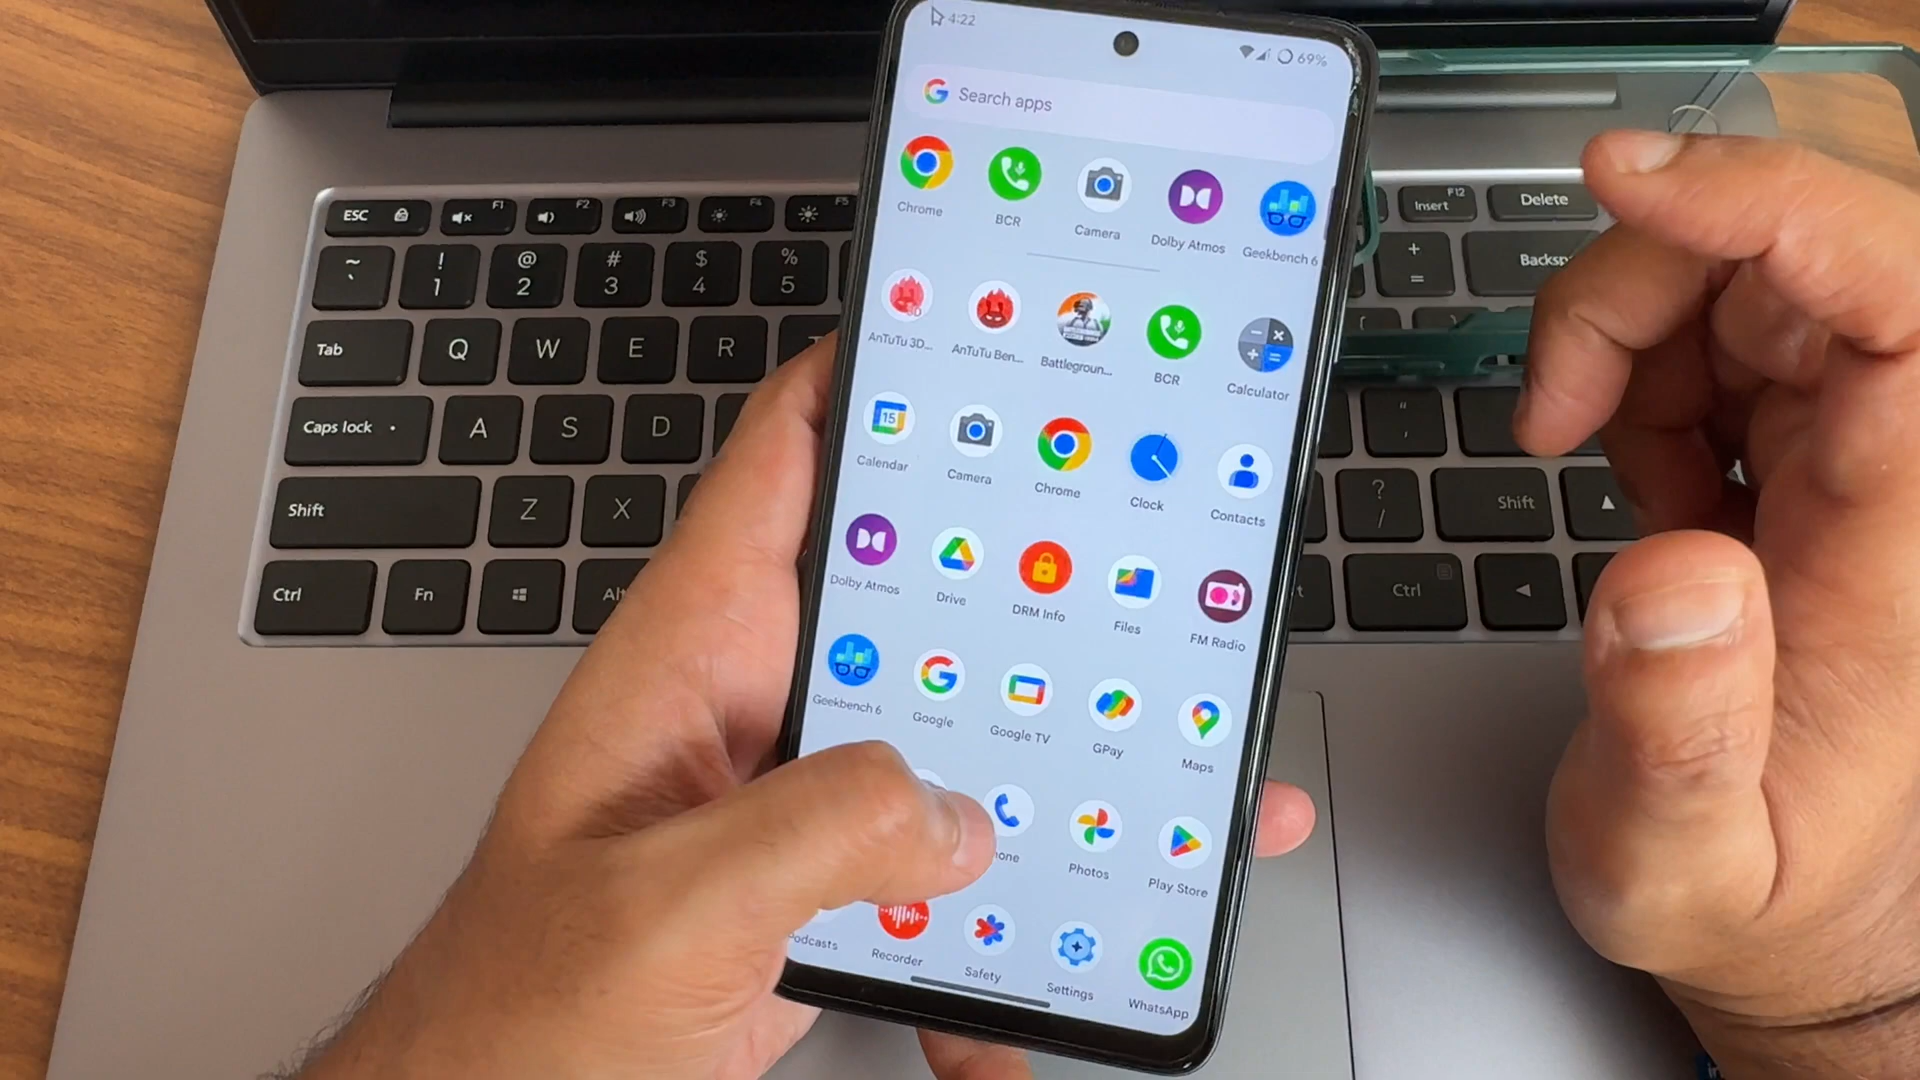 4:22
69%
Search apps
Chrome
BCR
Camera
Dolby Atmos
Geekbench 6
AnTuTu 3D...
AnTuTu Ben...
Battlegroun...
BCR
Calculator
15
Calendar
Camera
Chrome
Clock
Contacts
Dolby Atmos
Drive
DRM Info
Files
FM Radio
Geekbench 6
Google
Google TV
GPay
Maps
one
Photos
Play Store
Podcasts
Recorder
Safety
Settings
WhatsApp
ESC
F1
F2
F3
F4
F5
F12
Insert
Delete
~
`
!
1
@
2
#
3
$
4
%
5
+
=
Backsp
Tab
Q
W
E
R
Caps lock
A
S
D
"
'
Shift
Z
X
?
/
Shift
Ctrl
Fn
Alt
Ctrl